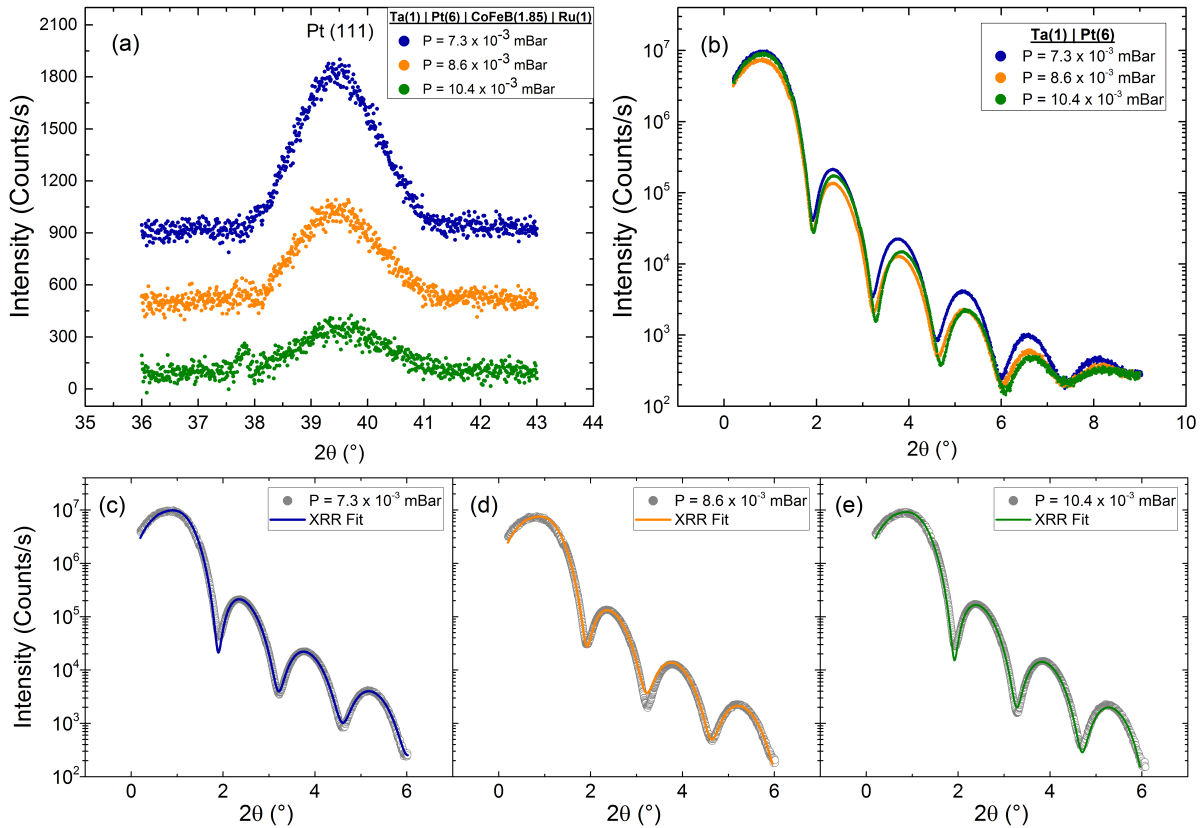 (a)
Pt (111)
Ta(1) | Pt(6) | CoFeB(1.85) | Ru(1)
P = 7.3 x 10⁻³ mBar
P = 8.6 x 10⁻³ mBar
P = 10.4 x 10⁻³ mBar
Intensity (Counts/s)
2100
1800
1500
1200
900
600
300
0
35 36 37 38 39 40 41 42 43 44
2θ (°)
(b)
Ta(1) | Pt(6)
P = 7.3 x 10⁻³ mBar
P = 8.6 x 10⁻³ mBar
P = 10.4 x 10⁻³ mBar
Intensity (Counts/s)
10⁷
10⁶
10⁵
10⁴
10³
10²
0 2 4 6 8 10
2θ (°)
(c)
P = 7.3 x 10⁻³ mBar
XRR Fit
Intensity (Counts/s)
10⁷
10⁶
10⁵
10⁴
10³
10²
0 2 4 6
2θ (°)
(d)
P = 8.6 x 10⁻³ mBar
XRR Fit
0 2 4 6
2θ (°)
(e)
P = 10.4 x 10⁻³ mBar
XRR Fit
0 2 4 6
2θ (°)